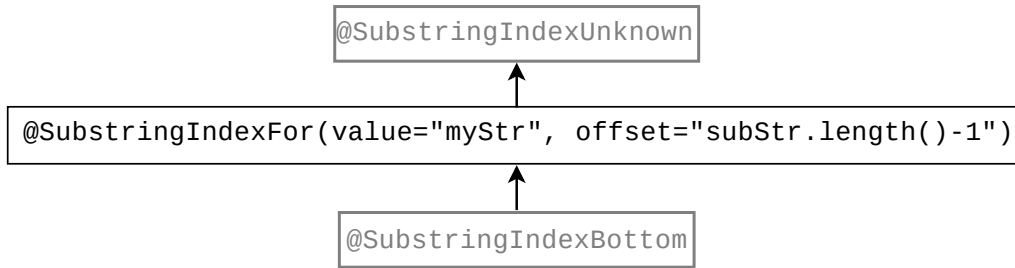 @SubstringIndexUnknown
@SubstringIndexFor(value="myStr", offset="subStr.length()-1")
@SubstringIndexBottom